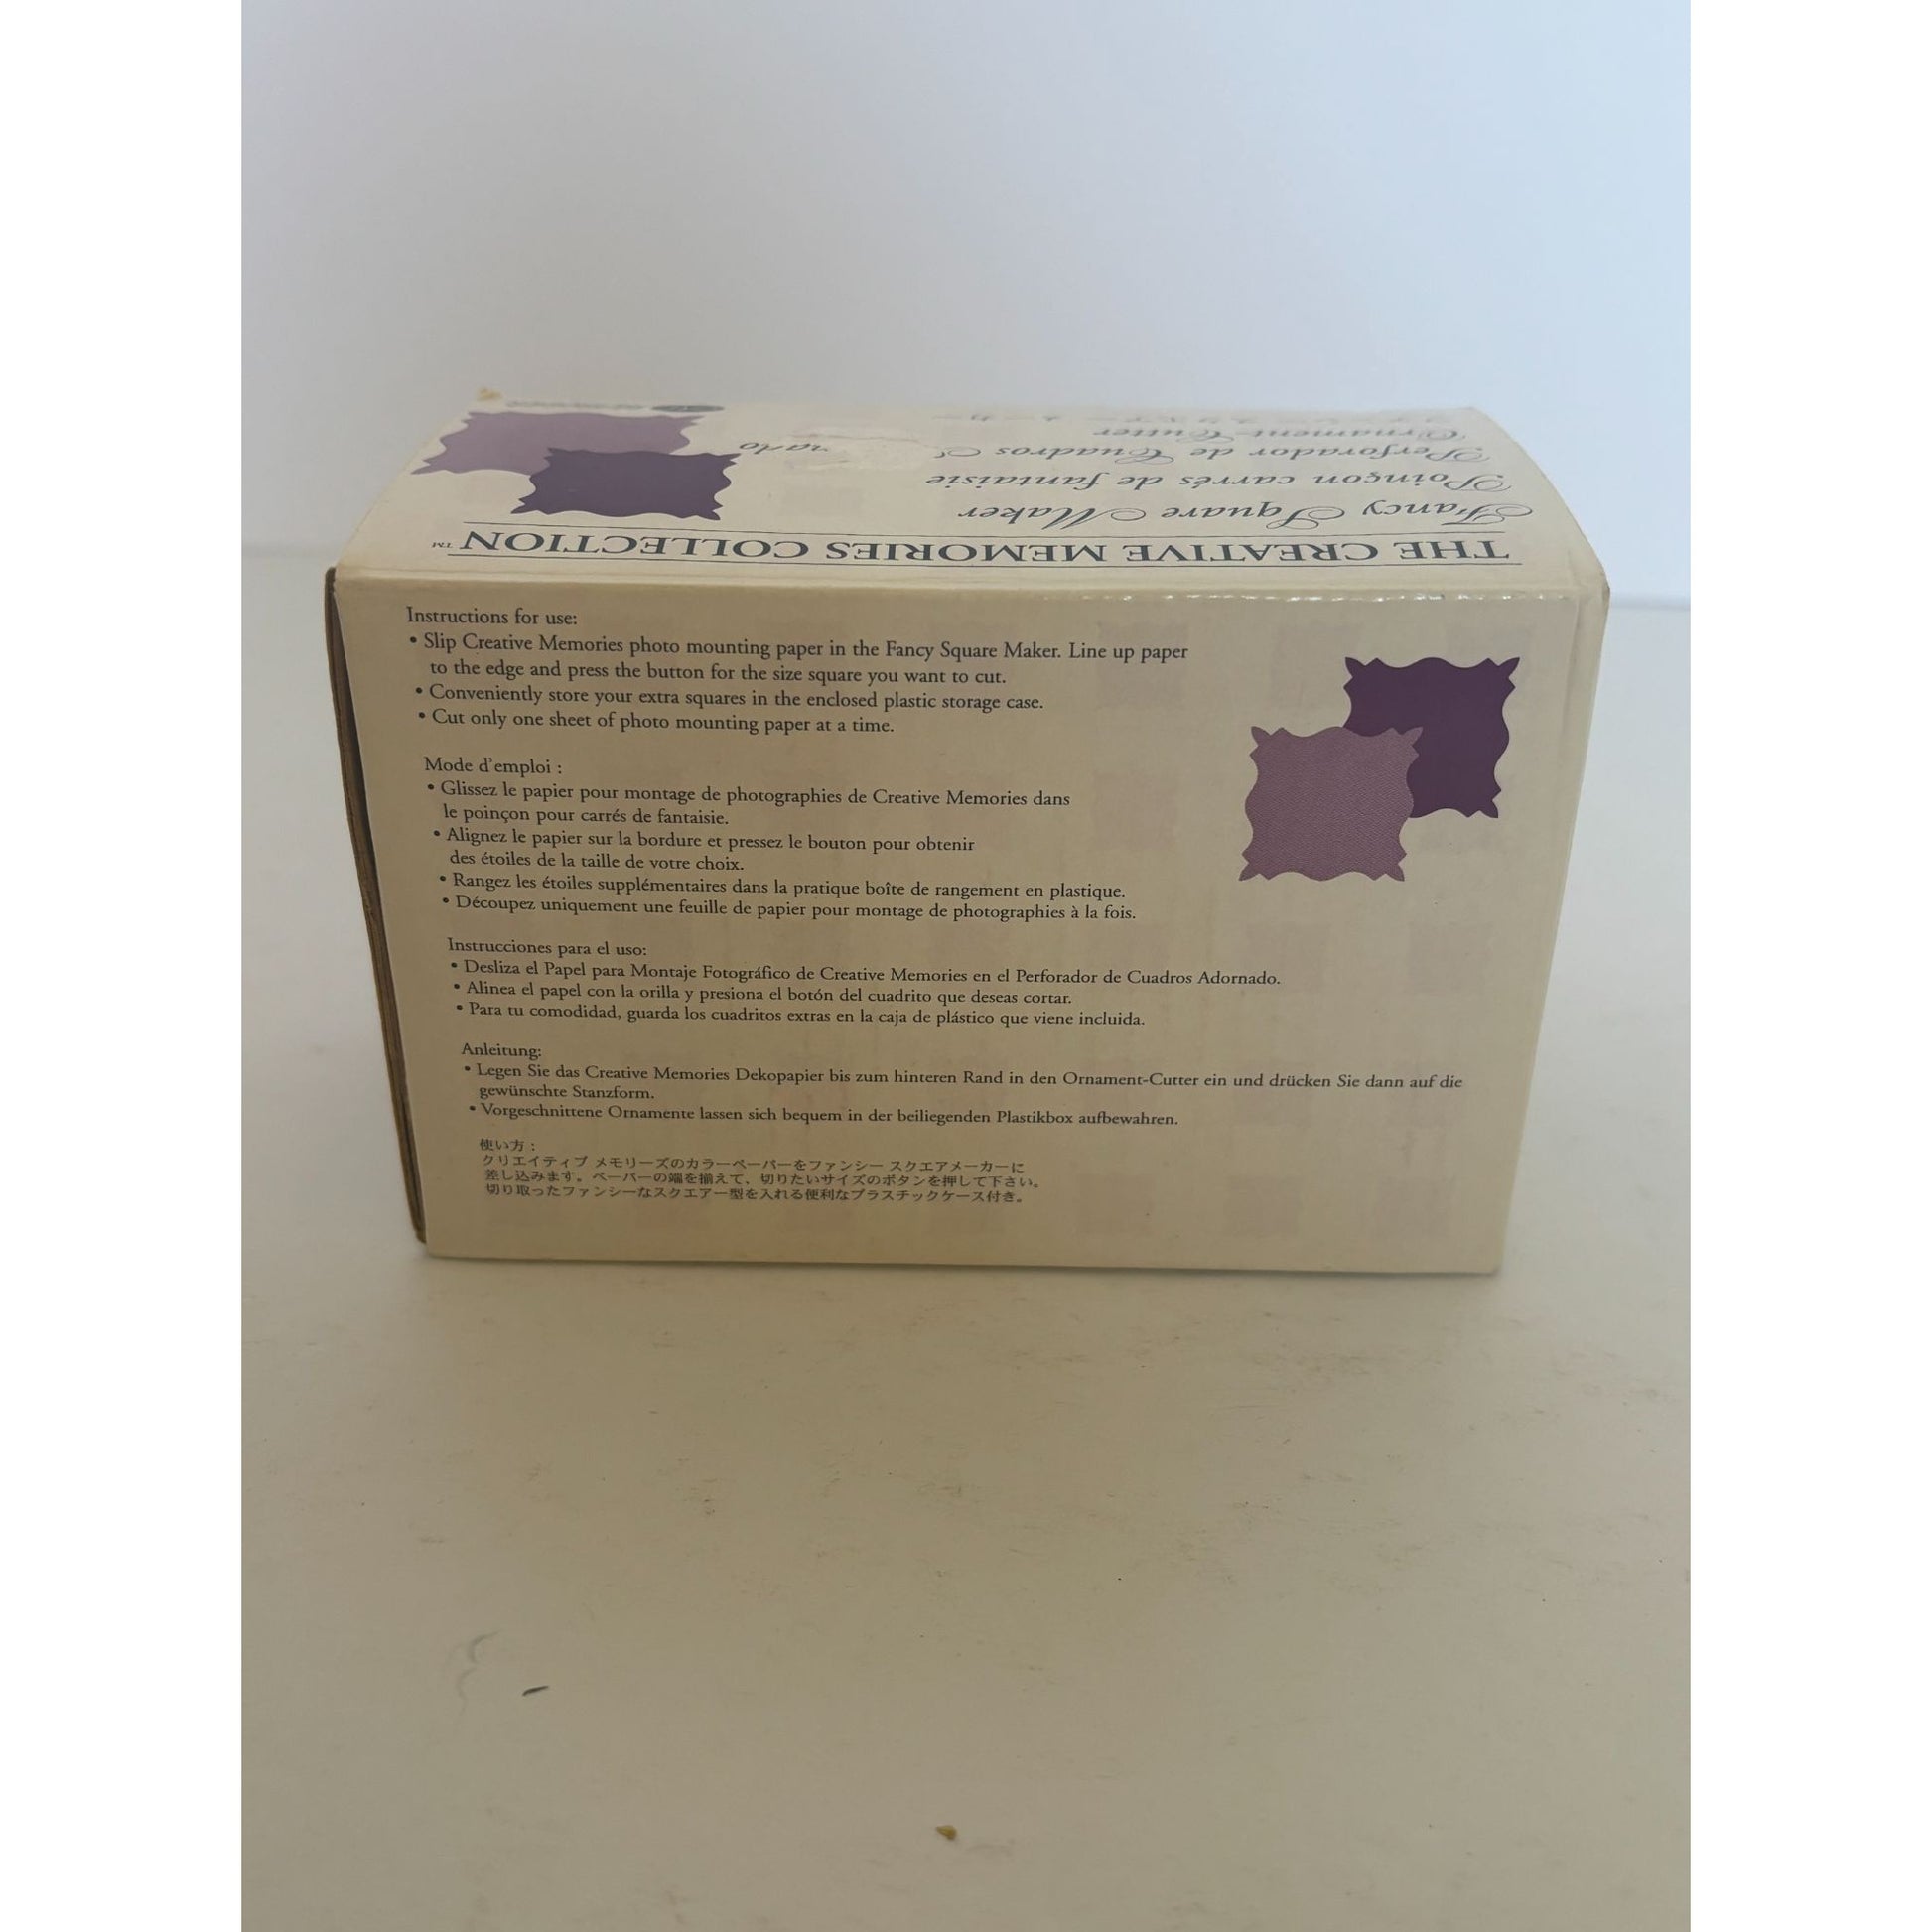 THE CREATIVE MEMORIES COLLECTION™
Fancy Square Maker
Poinçon carrés de fantaisie
Perforador de Cuadros
Ornament-Cutter
Instructions for use:
• Slip Creative Memories photo mounting paper in the Fancy Square Maker. Line up paper
to the edge and press the button for the size square you want to cut.
• Conveniently store your extra squares in the enclosed plastic storage case.
• Cut only one sheet of photo mounting paper at a time.
Mode d'emploi :
• Glissez le papier pour montage de photographies de Creative Memories dans
le poinçon pour carrés de fantaisie.
• Alignez le papier sur la bordure et pressez le bouton pour obtenir
des étoiles de la taille de votre choix.
• Rangez les étoiles supplémentaires dans la pratique boîte de rangement en plastique.
• Découpez uniquement une feuille de papier pour montage de photographies à la fois.
Instrucciones para el uso:
• Desliza el Papel para Montaje Fotográfico de Creative Memories en el Perforador de Cuadros Adornado.
• Alinea el papel con la orilla y presiona el botón del cuadrito que deseas cortar.
• Para tu comodidad, guarda los cuadritos extras en la caja de plástico que viene incluida.
Anleitung:
• Legen Sie das Creative Memories Dekopapier bis zum hinteren Rand in den Ornament-Cutter ein und drücken Sie dann auf die
gewünschte Stanzform.
• Vorgeschnittene Ornamente lassen sich bequem in der beiliegenden Plastikbox aufbewahren.
使い方：
クリエイティブ メモリーズのカラーペーパーをファンシー スクエアメーカーに
差し込みます。ペーパーの端を揃えて、切りたいサイズのボタンを押して下さい。
切り取ったファンシーなスクエアー型を入れる便利なプラスチックケース付き。